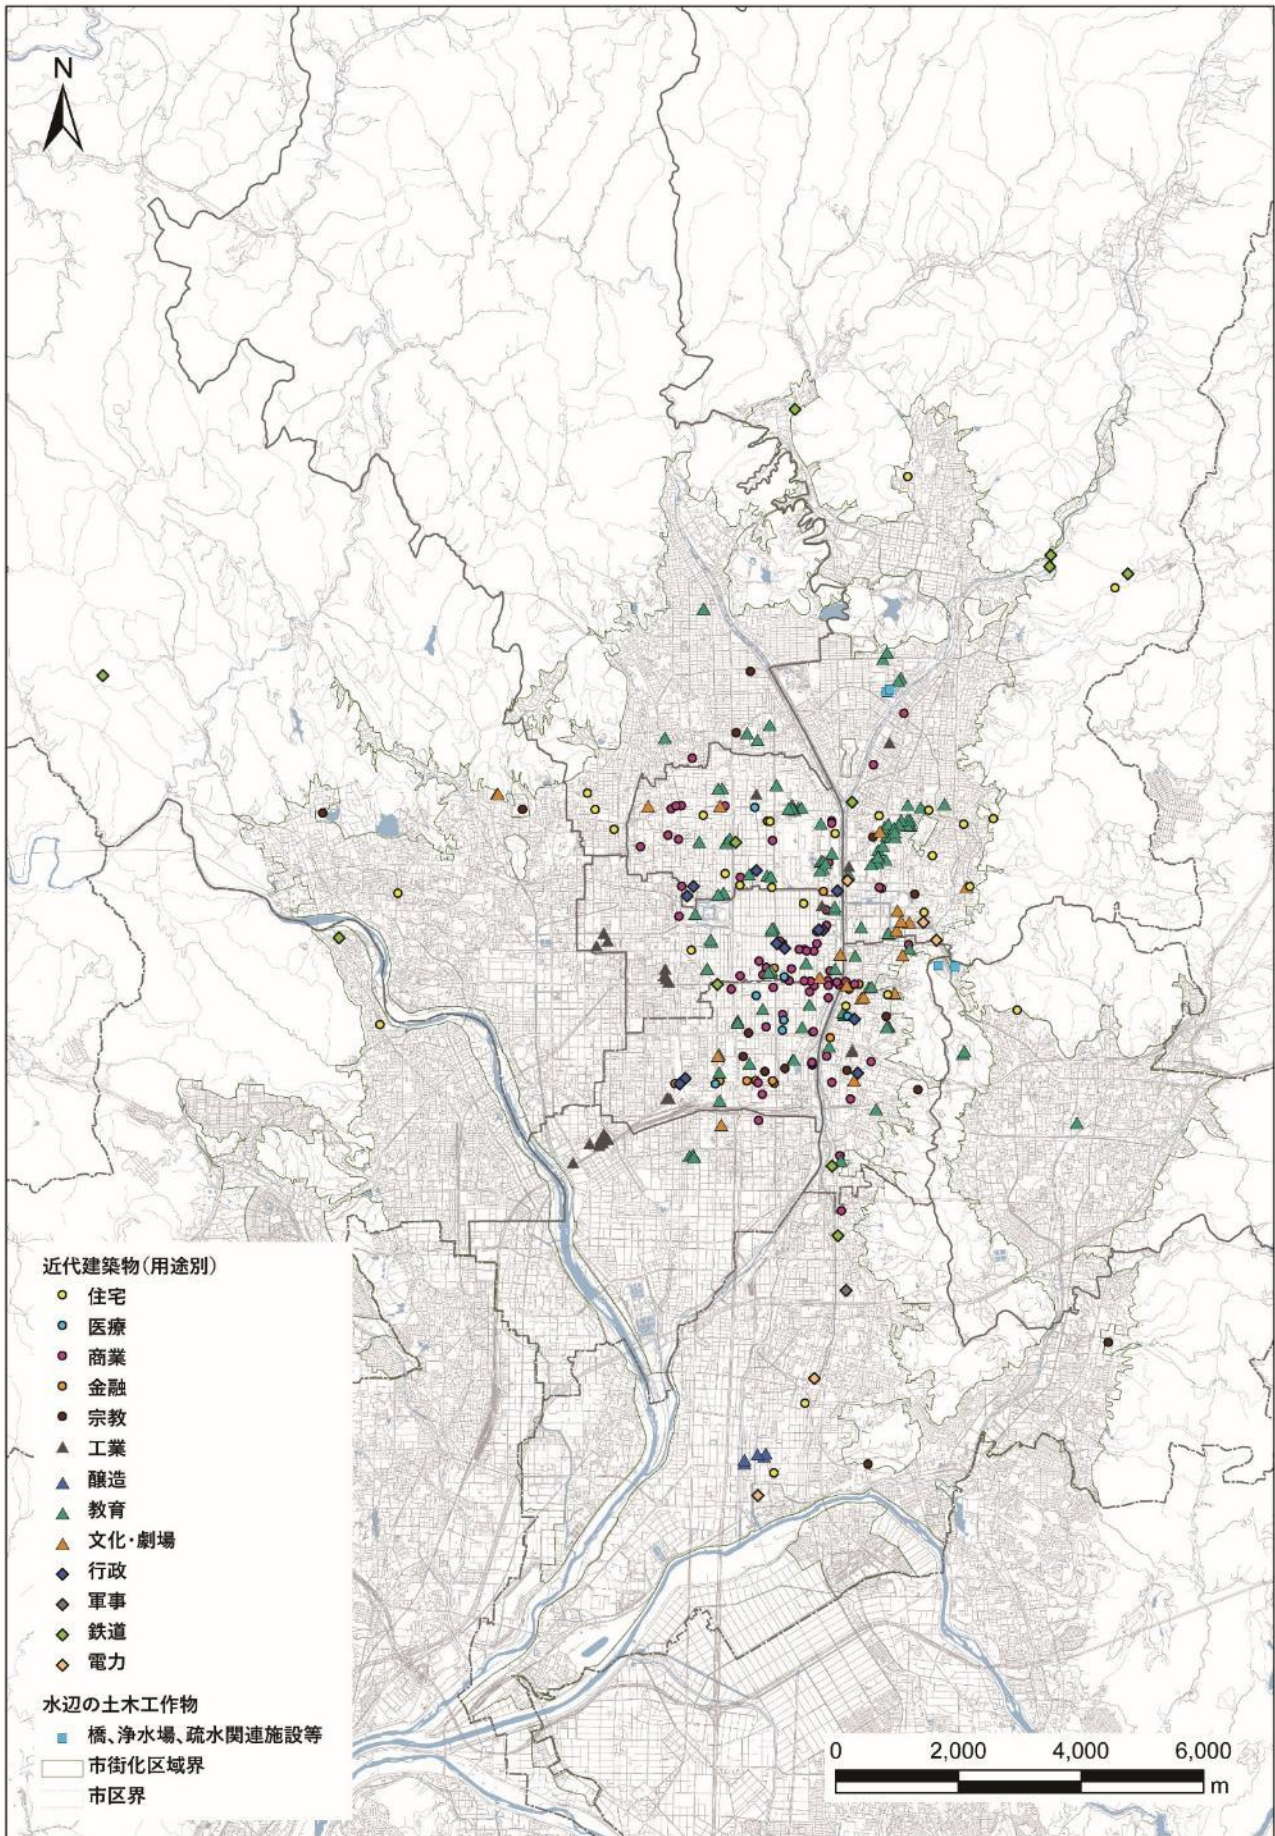 N
近代建築物(用途別)
住宅
医療
商業
金融
宗教
工業
醸造
教育
文化・劇場
行政
軍事
鉄道
電力
水辺の土木工作物
橋、浄水場、疏水関連施設等
市街化区域界
市区界
0 2,000 4,000 6,000
m